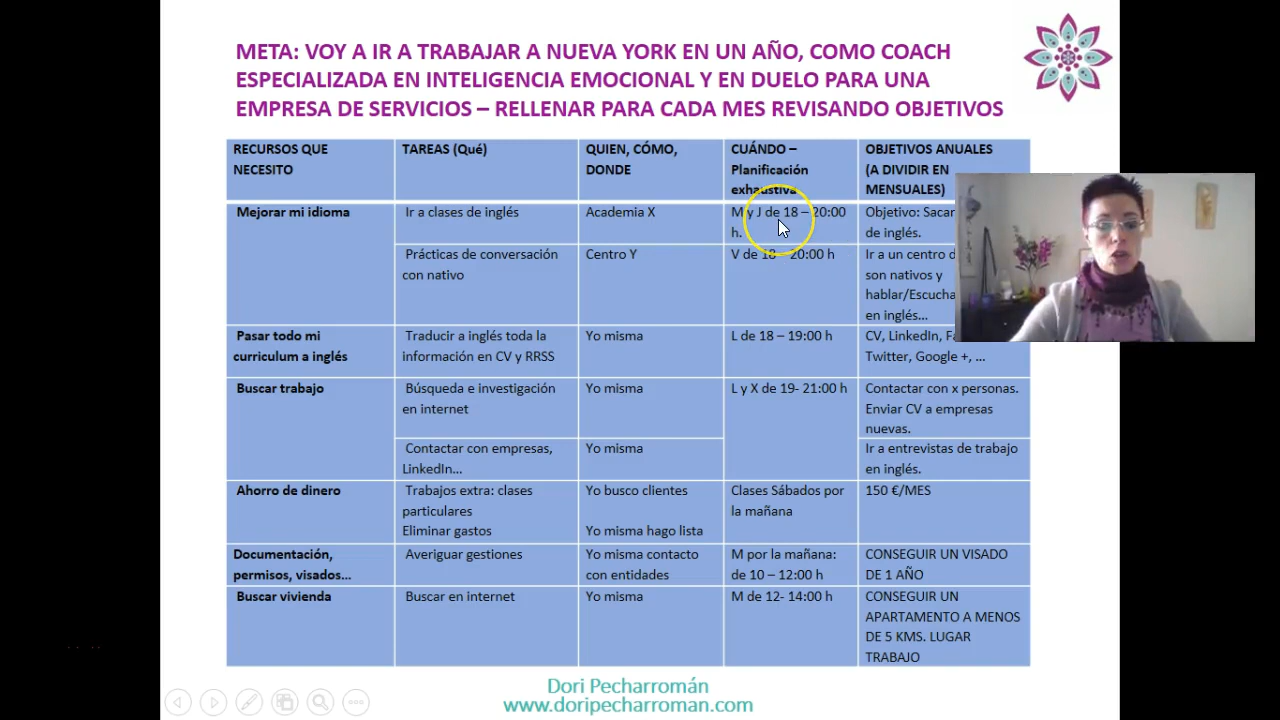 META: VOY A IR A TRABAJAR A NUEVA YORK EN UN AÑO, COMO COACH
ESPECIALIZADA EN INTELIGENCIA EMOCIONAL Y EN DUELO PARA UNA
EMPRESA DE SERVICIOS – RELLENAR PARA CADA MES REVISANDO OBJETIVOS
RECURSOS QUE
NECESITO
TAREAS (Qué)
QUIEN, CÓMO,
DONDE
CUÁNDO –
Planificación
exhaustiva
OBJETIVOS ANUALES
(A DIVIDIR EN
MENSUALES)
Mejorar mi idioma
Ir a clases de inglés
Academia X
M y J de 18 – 20:00
h.
Objetivo: Sacar
de inglés.
Prácticas de conversación
con nativo
Centro Y
V de 18 – 20:00 h
Ir a un centro d
son nativos y
hablar/Escucha
en inglés...
Pasar todo mi
curriculum a inglés
Traducir a inglés toda la
información en CV y RRSS
Yo misma
L de 18 – 19:00 h
CV, LinkedIn, Fa
Twitter, Google +, ...
Buscar trabajo
Búsqueda e investigación
en internet
Yo misma
L y X de 19- 21:00 h
Contactar con x personas.
Enviar CV a empresas
nuevas.
Contactar con empresas,
LinkedIn...
Yo misma
Ir a entrevistas de trabajo
en inglés.
Ahorro de dinero
Trabajos extra: clases
particulares
Eliminar gastos
Yo busco clientes
Yo misma hago lista
Clases Sábados por
la mañana
150 €/MES
Documentación,
permisos, visados...
Averiguar gestiones
Yo misma contacto
con entidades
M por la mañana:
de 10 – 12:00 h
CONSEGUIR UN VISADO
DE 1 AÑO
Buscar vivienda
Buscar en internet
Yo misma
M de 12- 14:00 h
CONSEGUIR UN
APARTAMENTO A MENOS
DE 5 KMS. LUGAR
TRABAJO
Dori Pecharromán
www.doripecharroman.com